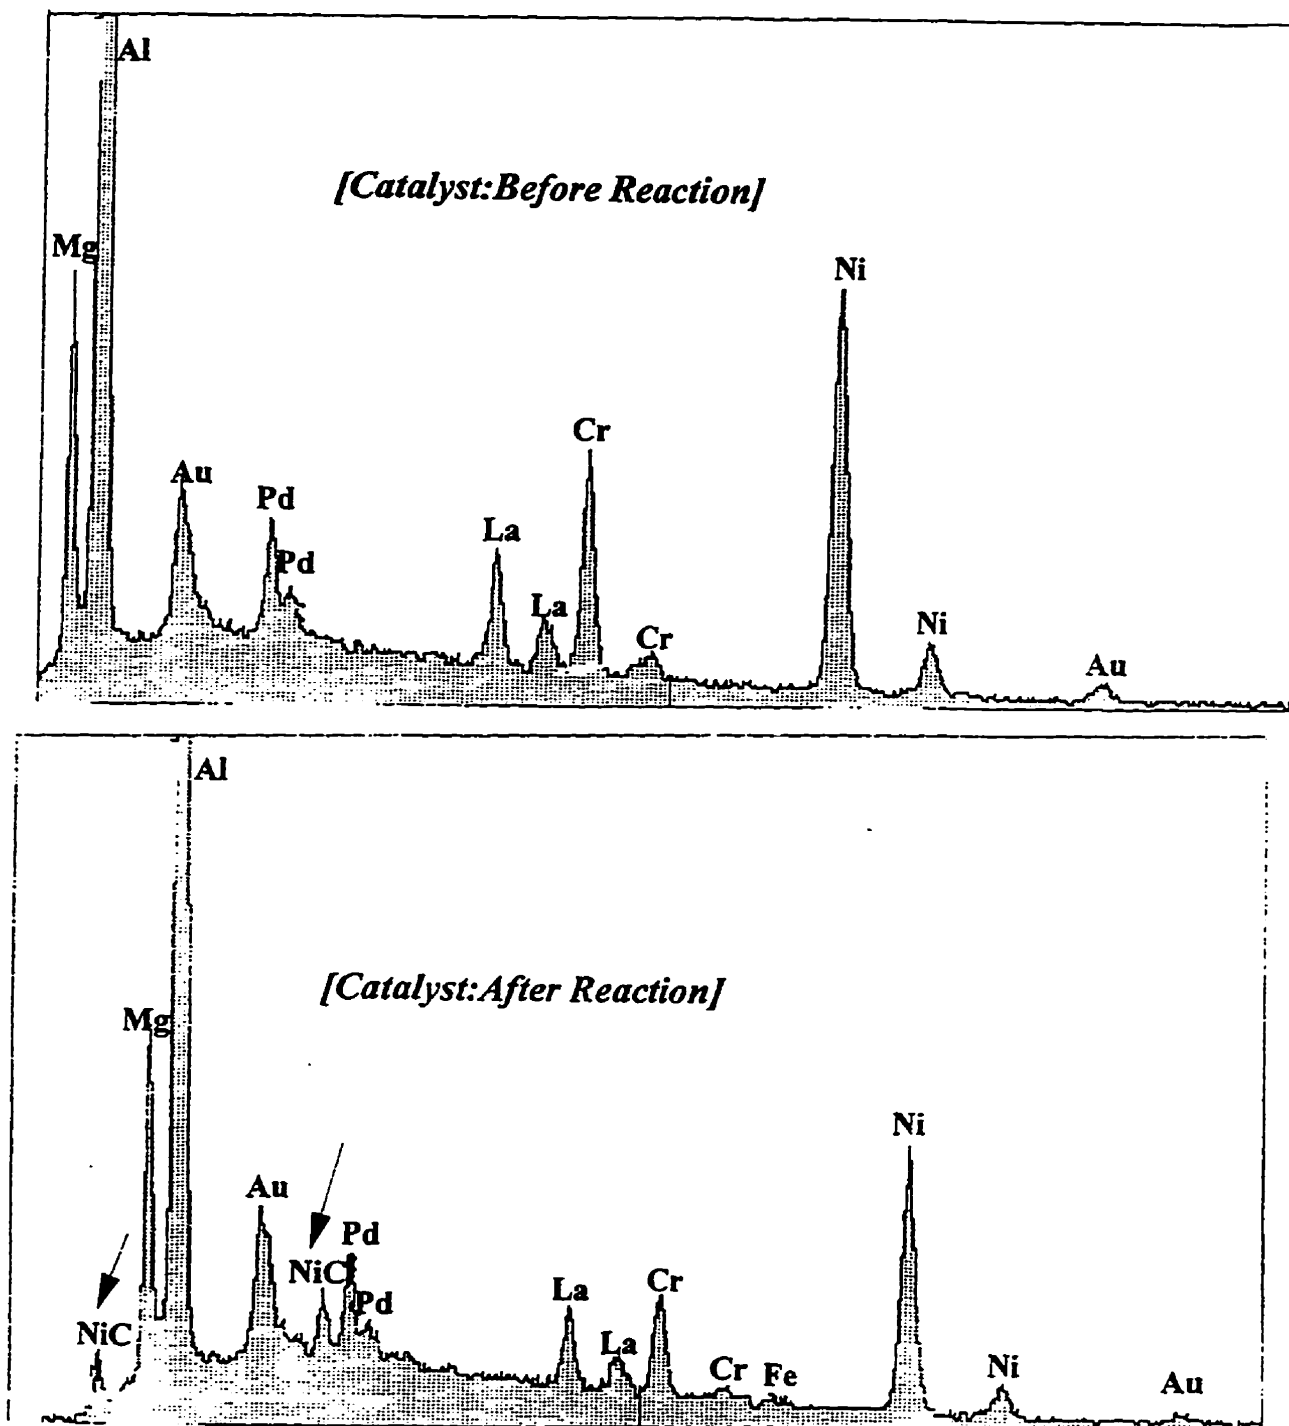 Al
[Catalyst:Before Reaction]
Mg
Ni
Cr
Au
Pd
La
Pd
La
Cr
Ni
Au
Al
[Catalyst:After Reaction]
Mg
Ni
Au
Pd
NiC
La
Cr
Pd
NiC
La
Cr
Fe
Ni
Au